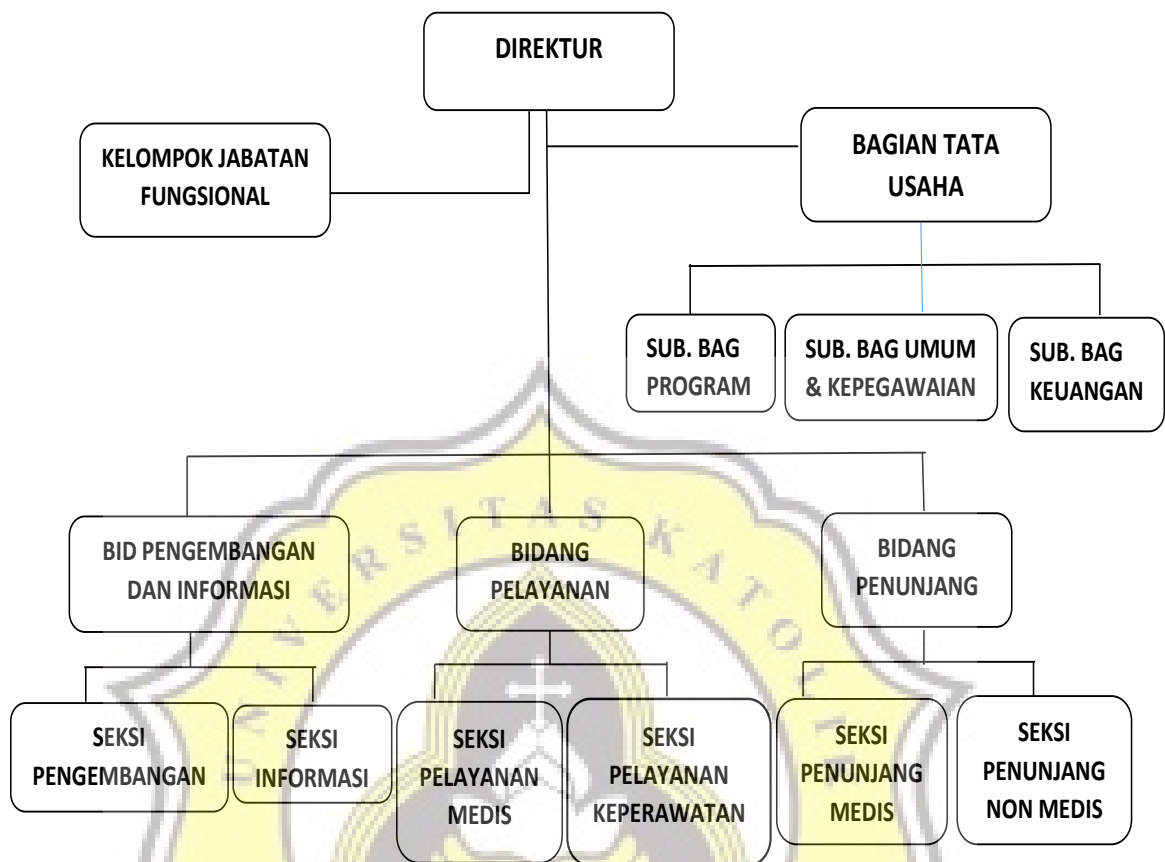 DIREKTUR
KELOMPOK JABATAN
FUNGSIONAL
BAGIAN TATA
USAHA
SUB. BAG
PROGRAM
SUB. BAG UMUM
& KEPEGAWAIAN
SUB. BAG
KEUANGAN
UNIVERSITAS KATOLIK
BID PENGEMBANGAN
DAN INFORMASI
BIDANG
PELAYANAN
BIDANG
PENUNJANG
SEKSI
PENGEMBANGAN
SEKSI
INFORMASI
SEKSI
PELAYANAN
MEDIS
SEKSI
PELAYANAN
KEPERAWATAN
SEKSI
PENUNJANG
MEDIS
SEKSI
PENUNJANG
NON MEDIS